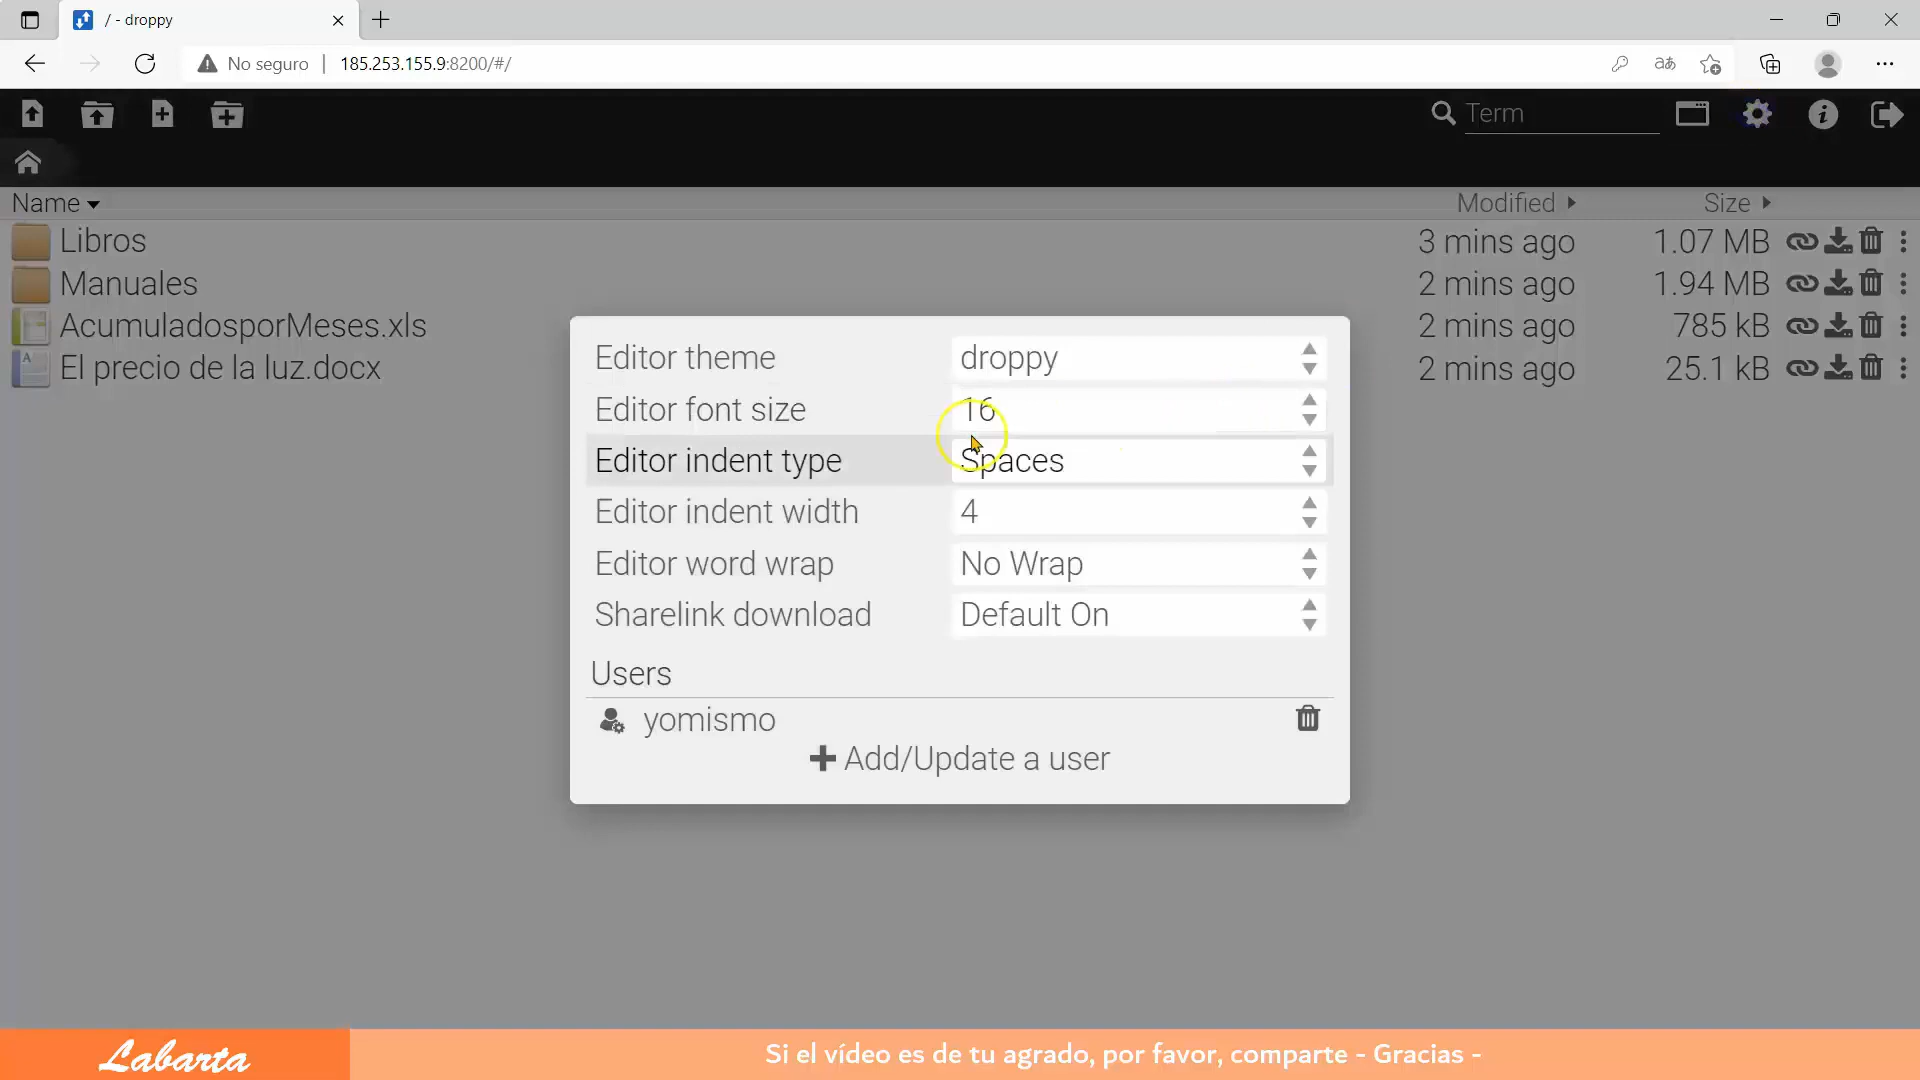 / - droppy
No seguro
185.253.155.9:8200/#/
aあ
Term
Name
Modified
Size
Libros
3 mins ago
1.07 MB
Manuales
2 mins ago
1.94 MB
AcumuladosporMeses.xls
2 mins ago
785 kB
El precio de la luz.docx
2 mins ago
25.1 kB
Editor theme
droppy
Editor font size
16
Editor indent type
Spaces
Editor indent width
4
Editor word wrap
No Wrap
Sharelink download
Default On
Users
yomismo
Add/Update a user
Labarta
Si el vídeo es de tu agrado, por favor, comparte - Gracias -